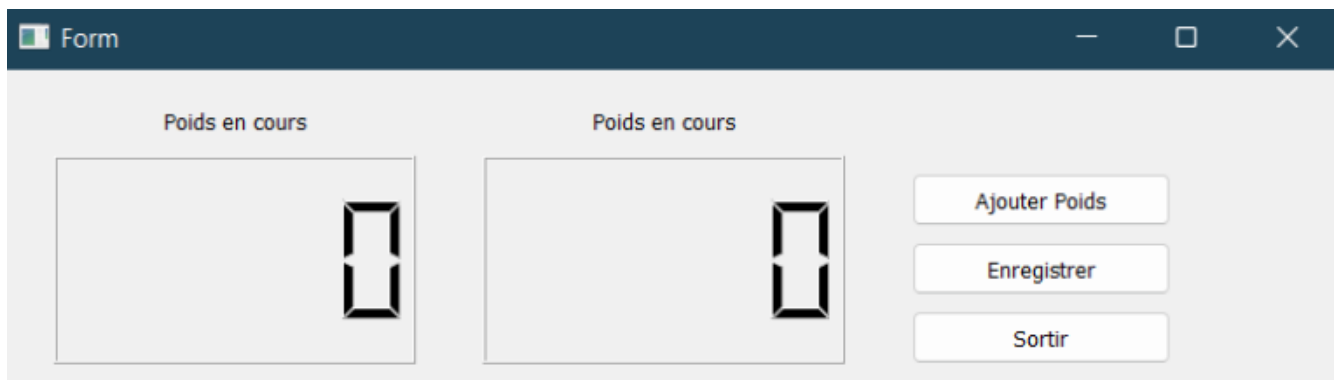 Form
Poids en cours Poids en cours
0 0
Ajouter Poids
Enregistrer
Sortir